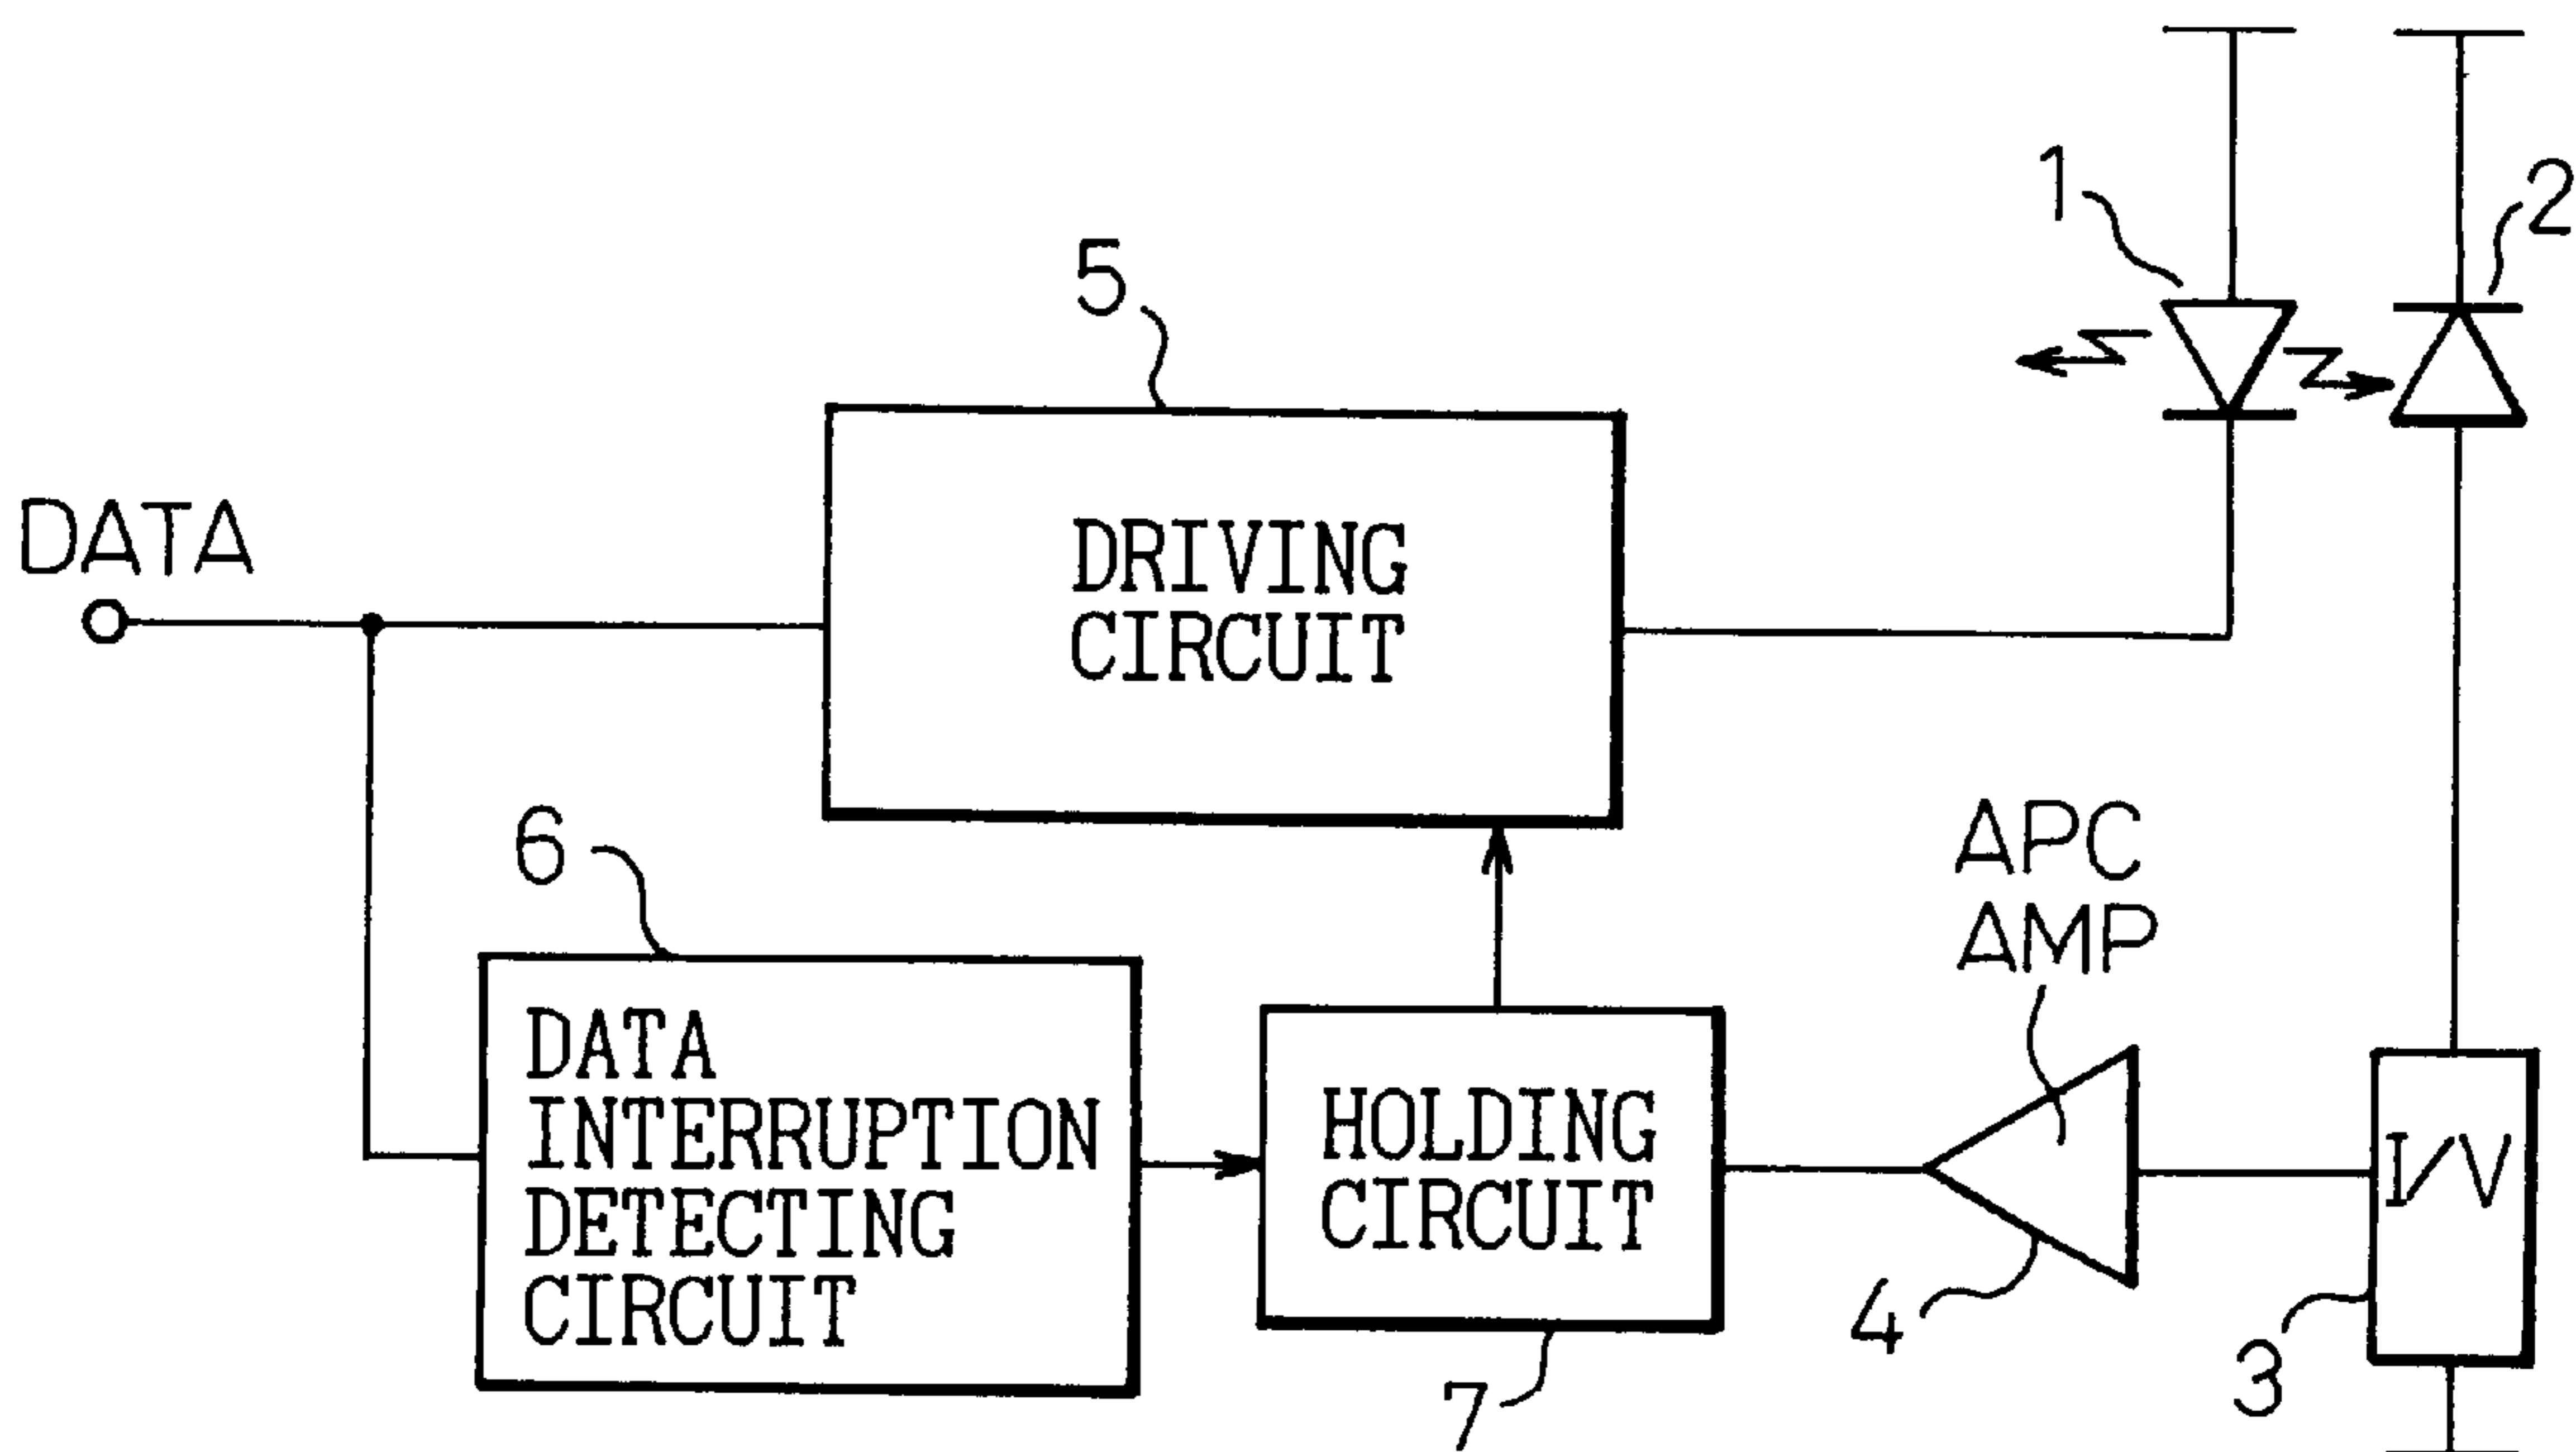 1
2
5
DATA
DRIVING
CIRCUIT
6
APC
AMP
DATA
INTERRUPTION
DETECTING
CIRCUIT
HOLDING
CIRCUIT
I/V
4
3
7